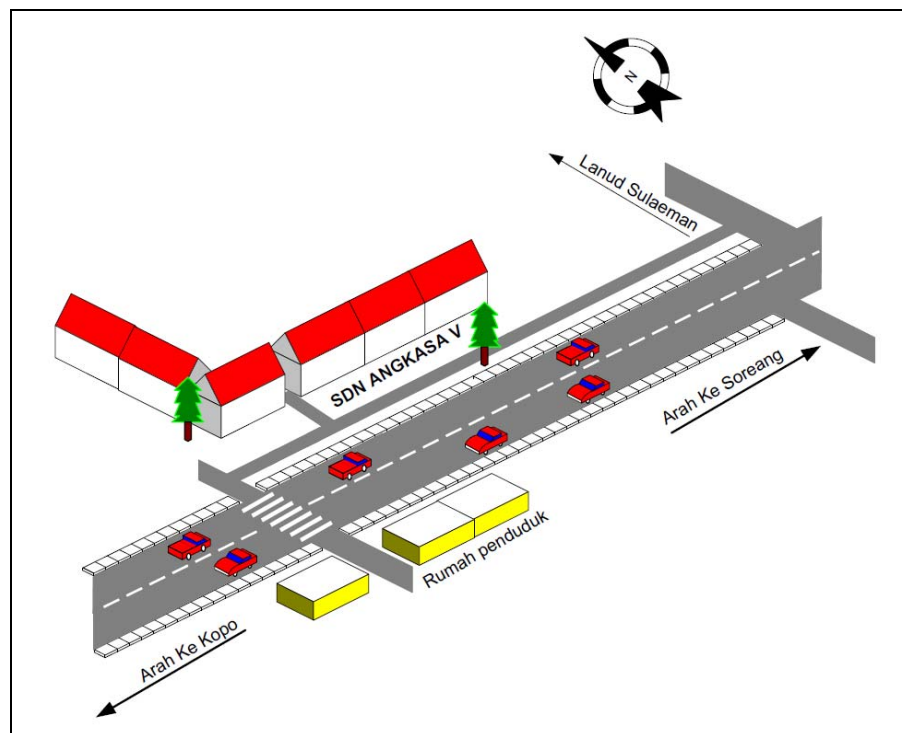 N
Lanud Sulaeman
SDN ANGKASA V
Arah Ke Soreang
Rumah penduduk
Arah Ke Kopo